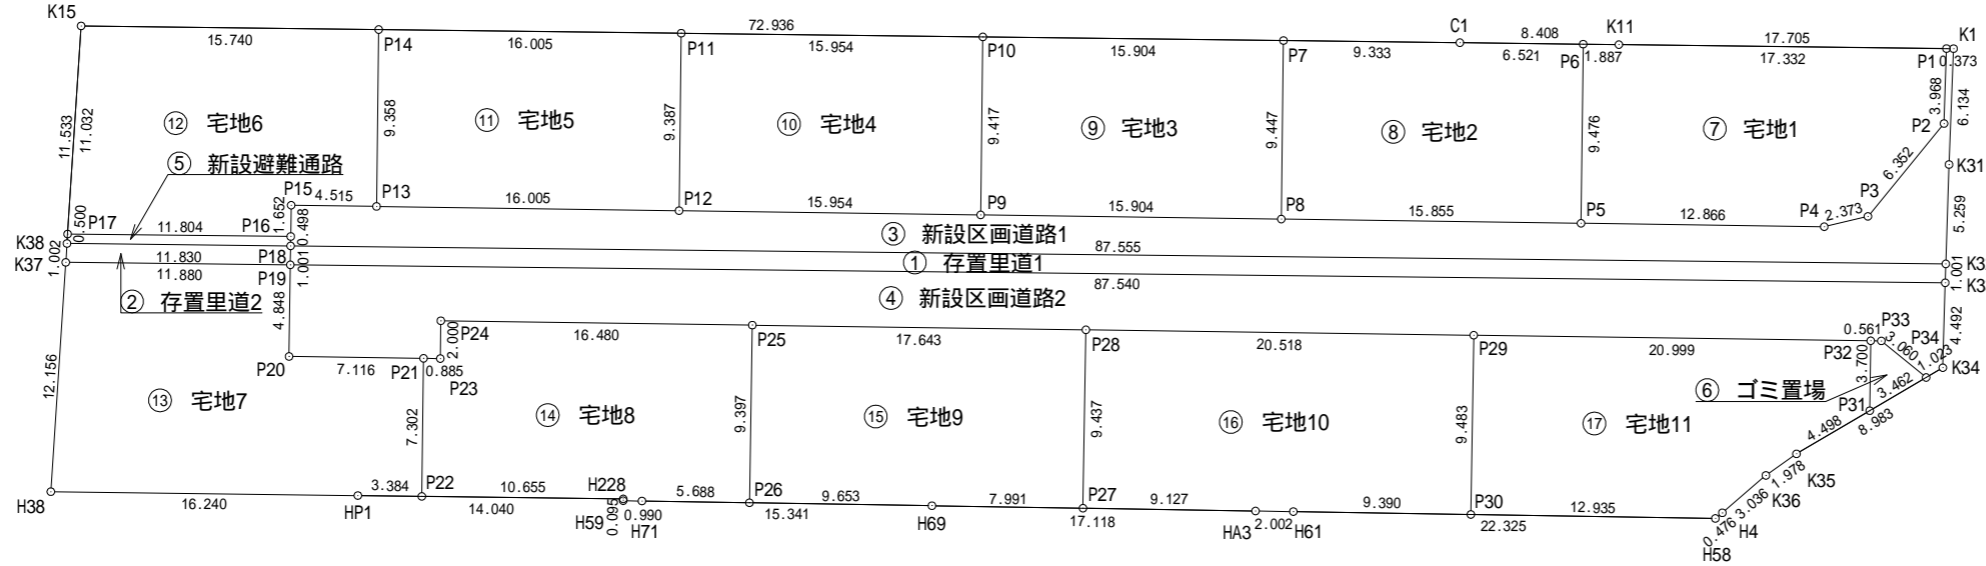 K15
15.740
P14
16.005
P11
72.936
15.954
P10
15.904
P7
9.333
C1
8.408
6.521
P6
K11
1.887
17.705
17.332
K1
P1
0.373
3.968
6.134
P2
11.533
11.032
⑫ 宅地6
9.358
⑪ 宅地5
9.387
⑩ 宅地4
9.417
⑨ 宅地3
9.447
⑧ 宅地2
9.476
⑦ 宅地1
6.352
K31
⑤ 新設避難通路
P15
4.515
P13
16.005
P12
15.954
P9
15.904
P8
15.855
P5
12.866
P4
2.373
P3
5.259
P17
0.500
11.804
P16
1.652
0.498
③ 新設区画道路1
87.555
K38
1.002
11.830
P18
K3
K37
11.880
P19
1.001
① 存置里道1
87.540
1.001
K3
② 存置里道2
4.848
④ 新設区画道路2
4.492
P24
2.000
16.480
P25
17.643
P28
20.518
P29
20.999
0.561
P33
P32
3.060
P34
1.023
K34
P20
7.116
P21
0.885
P23
3.700
3.462
⑥ ゴミ置場
P31
12.156
⑬ 宅地7
7.302
⑭ 宅地8
9.397
⑮ 宅地9
9.437
⑯ 宅地10
9.483
⑰ 宅地11
4.498
8.983
1.978
K35
K36
3.036
H38
16.240
HP1
3.384
P22
10.655
14.040
H228
H59
0.095
0.990
H71
5.688
P26
15.341
9.653
H69
7.991
P27
17.118
9.127
HA3
2.002
H61
9.390
P30
22.325
12.935
0.476
H58
H4